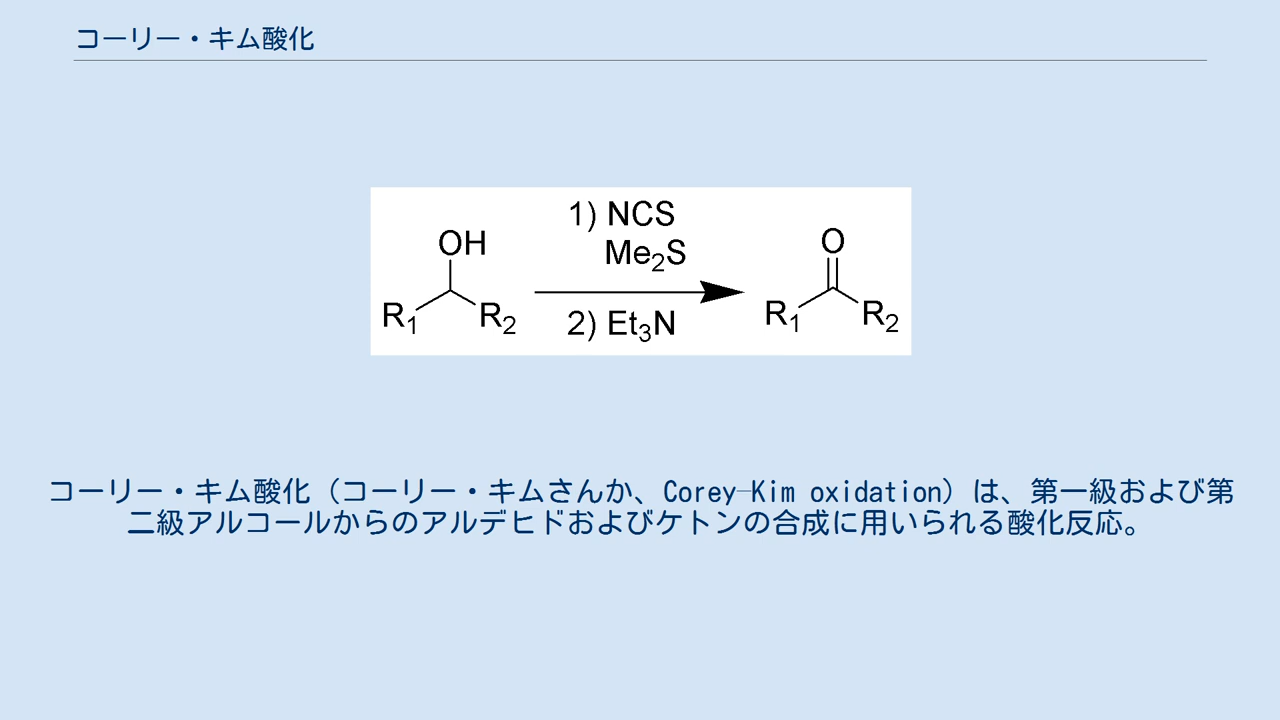 コーリー・キム酸化
1) NCS
Me2S
OH
O
R1
R2
2) Et3N
R1
R2
コーリー・キム酸化（コーリー・キムさんか、Corey–Kim oxidation）は、第一級および第
二級アルコールからのアルデヒドおよびケトンの合成に用いられる酸化反応。